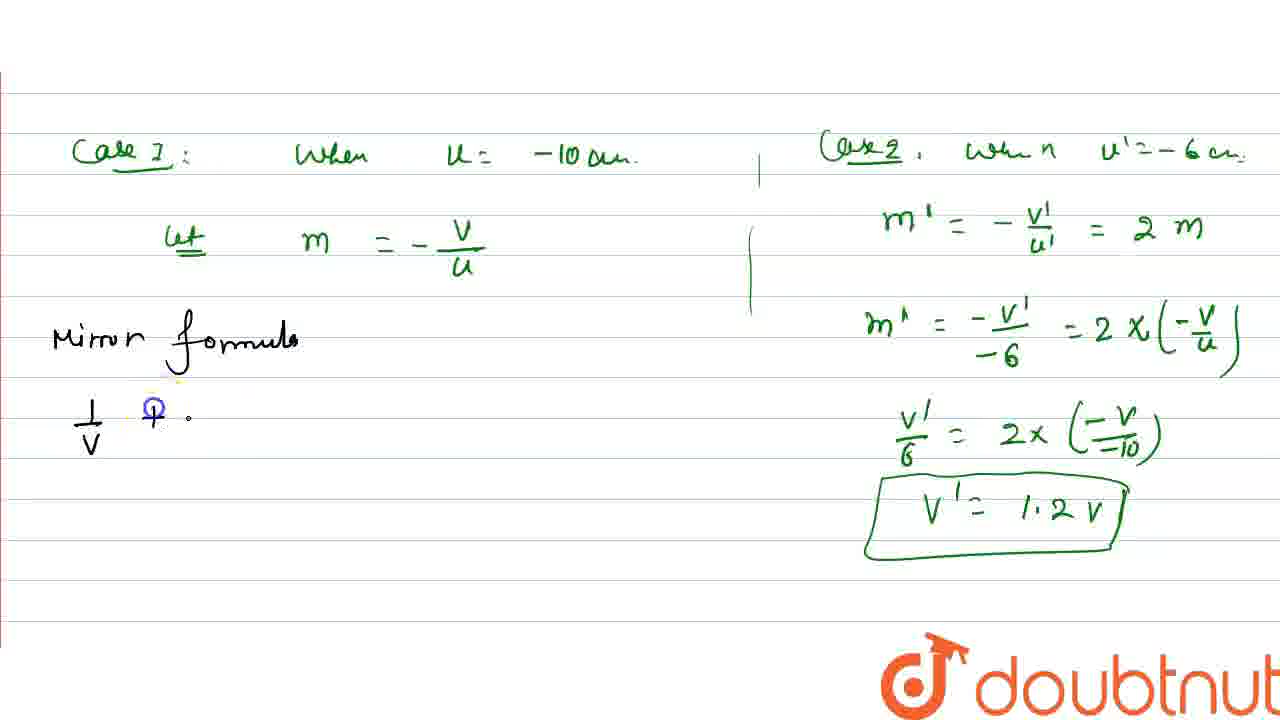 Case I : When u = -10 cm.
Let m = - v/u
Mirror formula
1/v + .
Case 2 . When u' = - 6 cm.
m' = - v'/u' = 2 m
m' = - v'/-6 = 2 × (- v/u)
v'/6 = 2 × (- v/-10)
v' = 1.2 v
doubtnut